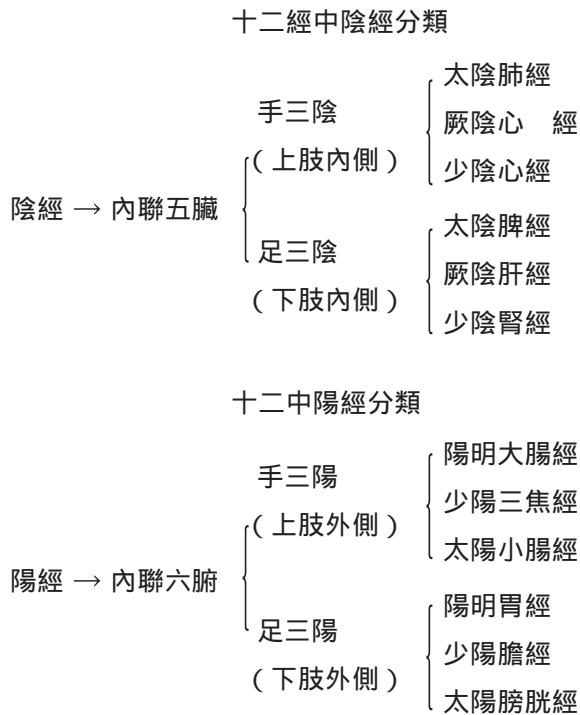 十二經中陰經分類
陰經 → 內聯五臟
手三陰
(上肢內側)
太陰肺經
厥陰心 經
少陰心經
足三陰
(下肢內側)
太陰脾經
厥陰肝經
少陰腎經
十二中陽經分類
陽經 → 內聯六腑
手三陽
(上肢外側)
陽明大腸經
少陽三焦經
太陽小腸經
足三陽
(下肢外側)
陽明胃經
少陽膽經
太陽膀胱經